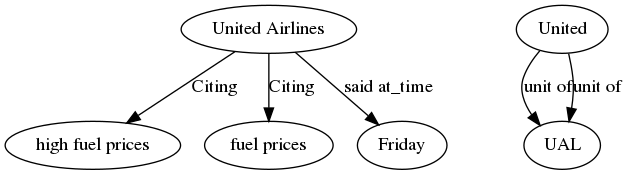 United Airlines
United
Citing
Citing
said at_time
unit of
unit of
high fuel prices
fuel prices
Friday
UAL